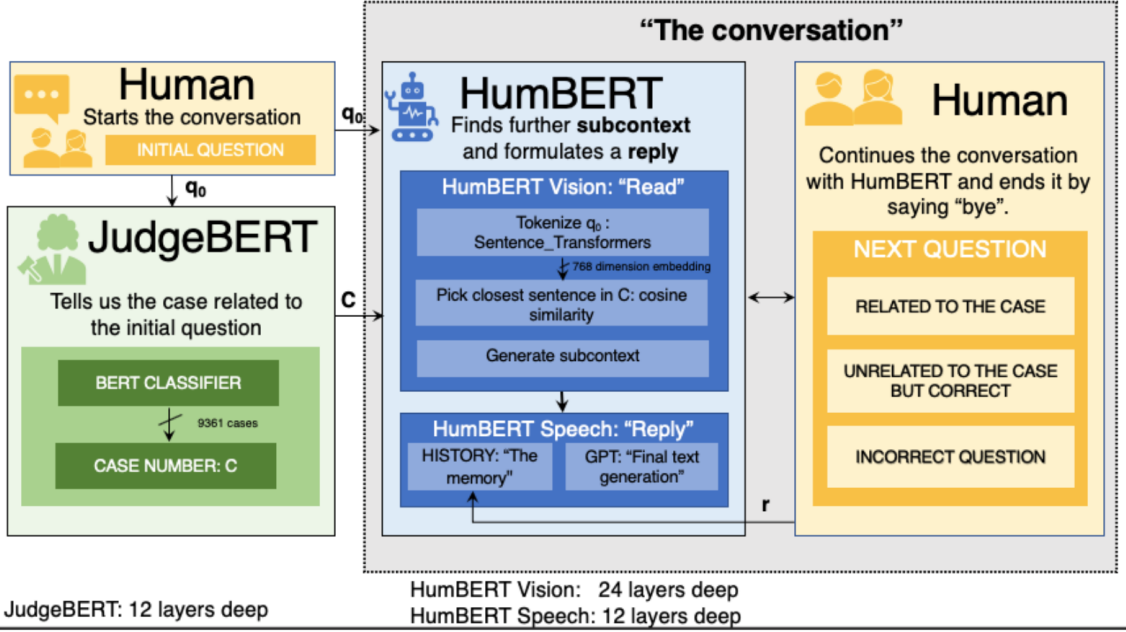 “The conversation”
Human
Starts the conversation
INITIAL QUESTION
q₀
q₀
JudgeBERT
Tells us the case related to
the initial question
BERT CLASSIFIER
9361 cases
CASE NUMBER: C
C
HumBERT
Finds further subcontext
and formulates a reply
HumBERT Vision: “Read”
Tokenize q₀ :
Sentence_Transformers
768 dimension embedding
Pick closest sentence in C: cosine
similarity
Generate subcontext
HumBERT Speech: “Reply”
HISTORY: “The
memory”
GPT: “Final text
generation”
r
Human
Continues the conversation
with HumBERT and ends it by
saying “bye”.
NEXT QUESTION
RELATED TO THE CASE
UNRELATED TO THE CASE
BUT CORRECT
INCORRECT QUESTION
JudgeBERT: 12 layers deep
HumBERT Vision: 24 layers deep
HumBERT Speech: 12 layers deep